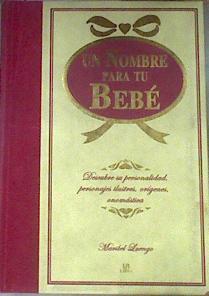 UN NOMBRE
PARA TU
BEBÉ
Descubre su personalidad,
personajes ilustres, orígenes,
onomástica
Maribel Luengo